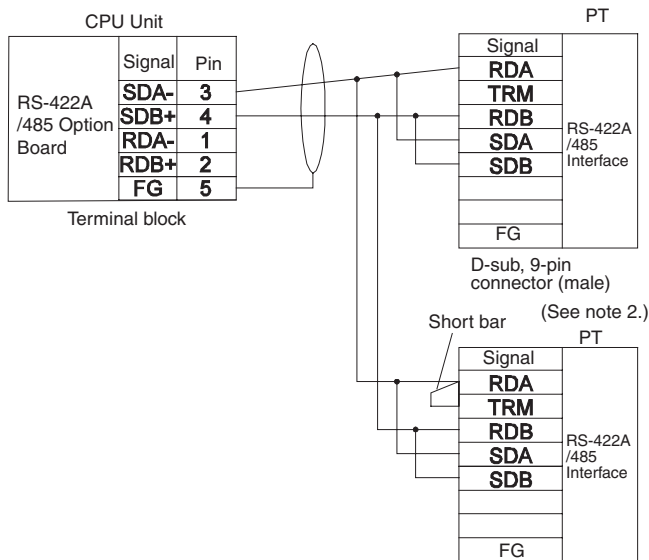 CPU Unit
RS-422A
/485 Option
Board
Signal Pin
SDA- 3
SDB+ 4
RDA- 1
RDB+ 2
FG 5
Terminal block
PT
Signal
RDA
TRM
RDB
SDA
SDB
FG
RS-422A
/485
Interface
D-sub, 9-pin
connector (male)
(See note 2.)
Short bar
PT
Signal
RDA
TRM
RDB
SDA
SDB
FG
RS-422A
/485
Interface